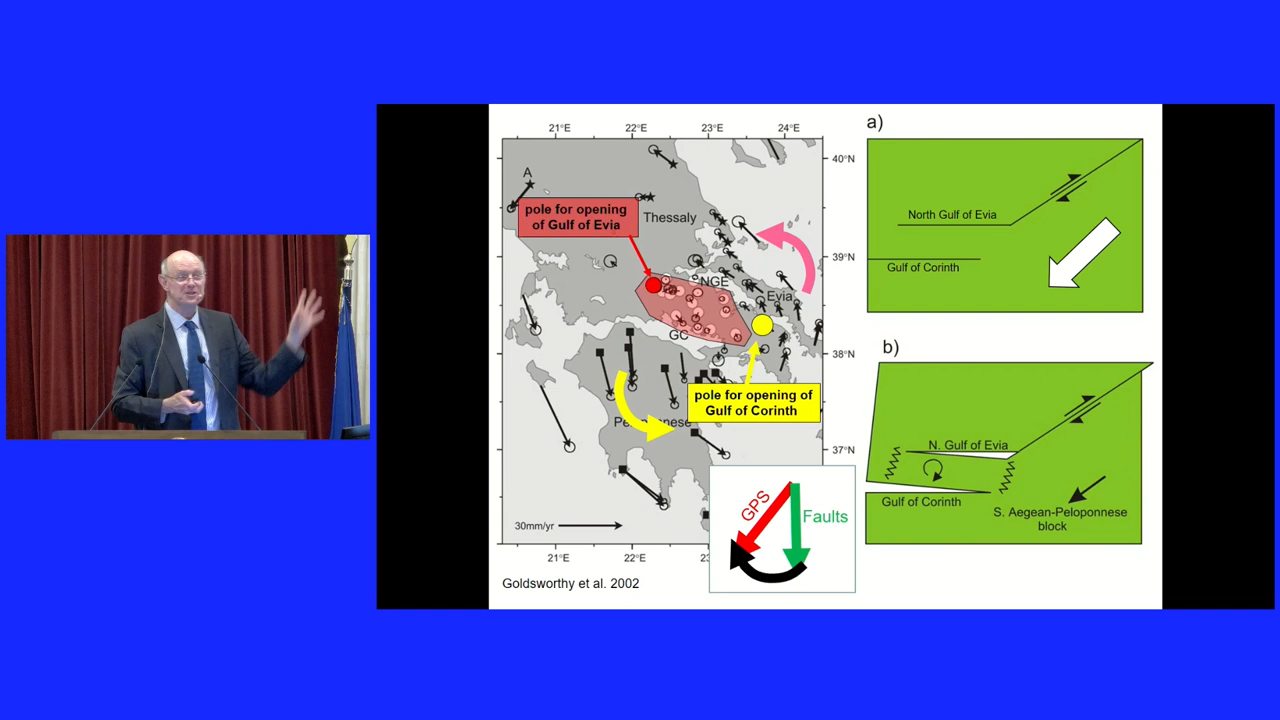 21°E
22°E
23°E
24°E
40°N
A
pole for opening
of Gulf of Evia
Thessaly
39°N
NGE
Evia
GC
38°N
pole for opening of
Gulf of Corinth
37°N
30mm/yr
21°E
22°E
Goldsworthy et al. 2002
GPS
Faults
a)
North Gulf of Evia
Gulf of Corinth
b)
N. Gulf of Evia
Gulf of Corinth
S. Aegean-Peloponnese
block